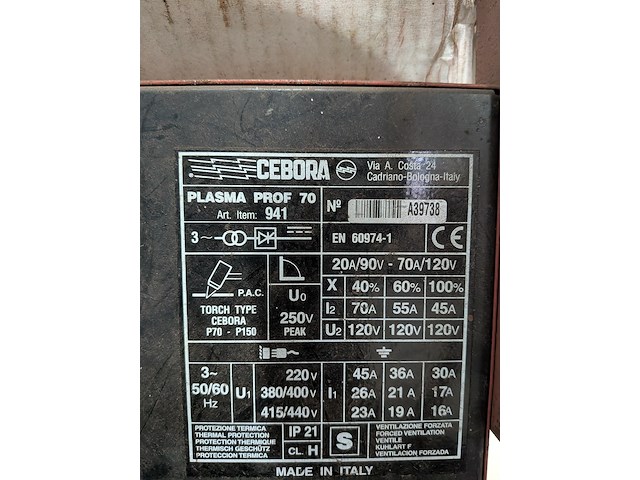 CEBORA
Via A. Costa 24
Cadriano-Bologna-Italy
PLASMA PROF 70
Art. Item: 941
Nº A39738
3~
EN 60974-1
CE
P.A.C.
TORCH TYPE
CEBORA
P70 - P150
U0
250V
PEAK
20A/90V - 70A/120V
X 40% 60% 100%
I2 70A 55A 45A
U2 120V 120V 120V
3~
50/60
Hz
U1
I1
220V 45A 36A 30A
380/400V 26A 21A 17A
415/440V 23A 19A 16A
PROTEZIONE TERMICA
THERMAL PROTECTION
PROTECTION THERMIQUE
THERMISCH GESCHÜTZ
PROTECCION TERMICA
IP 21
CL. H
S
VENTILAZIONE FORZATA
FORCED VENTILATION
VENTILE
KUHLART F
VENTILACION FORZADA
MADE IN ITALY